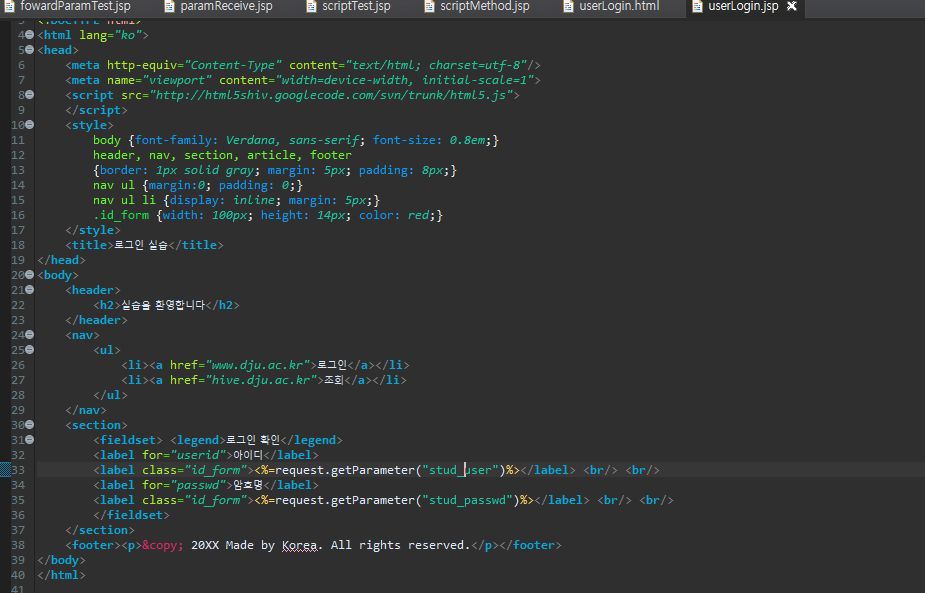 fowardParamTest.jsp paramReceive.jsp scriptTest.jsp scriptMethod.jsp userLogin.html userLogin.jsp
3 <!DOCTYPE html>
4 <html lang="ko">
5 <head>
6 <meta http-equiv="Content-Type" content="text/html; charset=utf-8"/>
7 <meta name="viewport" content="width=device-width, initial-scale=1">
8 <script src="http://html5shiv.googlecode.com/svn/trunk/html5.js">
9 </script>
10 <style>
11 body {font-family: Verdana, sans-serif; font-size: 0.8em;}
12 header, nav, section, article, footer
13 {border: 1px solid gray; margin: 5px; padding: 8px;}
14 nav ul {margin:0; padding: 0;}
15 nav ul li {display: inline; margin: 5px;}
16 .id_form {width: 100px; height: 14px; color: red;}
17 </style>
18 <title>로그인 실습</title>
19 </head>
20 <body>
21 <header>
22 <h2>실습을 환영합니다</h2>
23 </header>
24 <nav>
25 <ul>
26 <li><a href="www.dju.ac.kr">로그인</a></li>
27 <li><a href="hive.dju.ac.kr">조회</a></li>
28 </ul>
29 </nav>
30 <section>
31 <fieldset> <legend>로그인 확인</legend>
32 <label for="userid">아이디</label>
33 <label class="id_form"><%=request.getParameter("stud_user")%></label> <br/> <br/>
34 <label for="passwd">암호명</label>
35 <label class="id_form"><%=request.getParameter("stud_passwd")%></label> <br/> <br/>
36 </fieldset>
37 </section>
38 <footer><p>&copy; 20XX Made by Korea. All rights reserved.</p></footer>
39 </body>
40 </html>
41